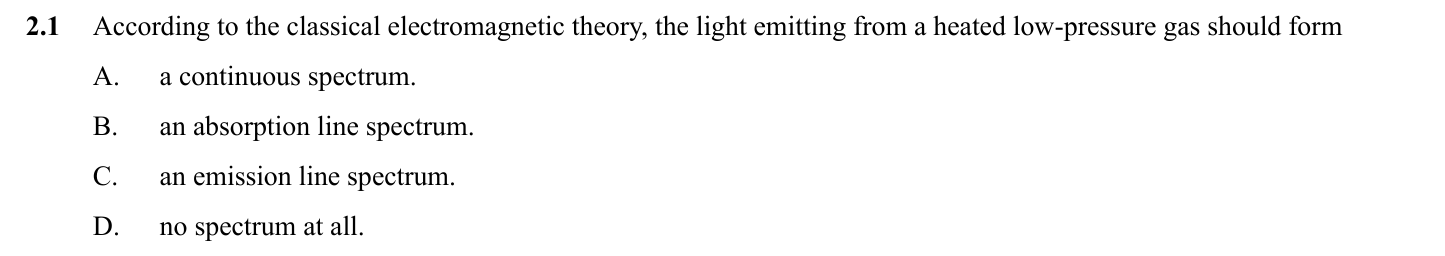 2.1 According to the classical electromagnetic theory, the light emitting from a heated low-pressure gas should form
A. a continuous spectrum.
B. an absorption line spectrum.
C. an emission line spectrum.
D. no spectrum at all.